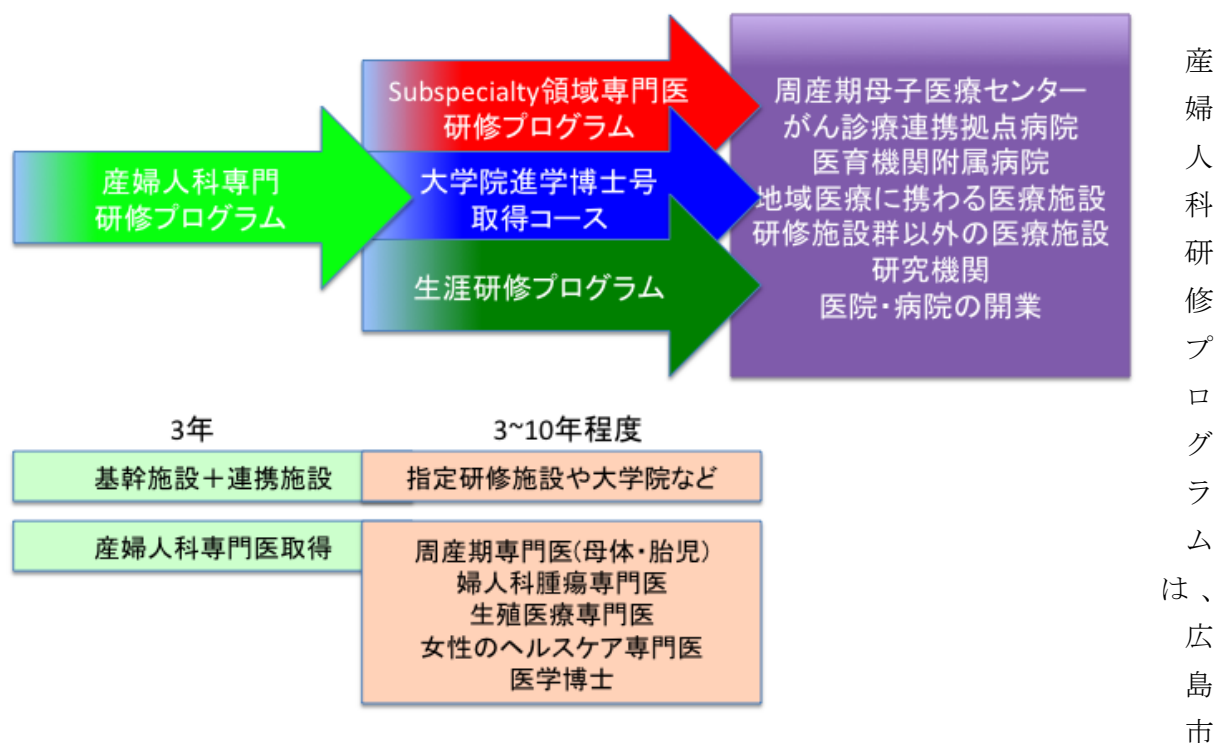 産婦人科専門
研修プログラム
Subspecialty領域専門医
研修プログラム
大学院進学博士号
取得コース
生涯研修プログラム
周産期母子医療センター
がん診療連携拠点病院
医育機関附属病院
地域医療に携わる医療施設
研修施設群以外の医療施設
研究機関
医院・病院の開業
3年
3~10年程度
基幹施設＋連携施設
指定研修施設や大学院など
産婦人科専門医取得
周産期専門医(母体・胎児)
婦人科腫瘍専門医
生殖医療専門医
女性のヘルスケア専門医
医学博士
産
婦
人
科
研
修
プ
ロ
グ
ラ
ム
は、
広
島
市